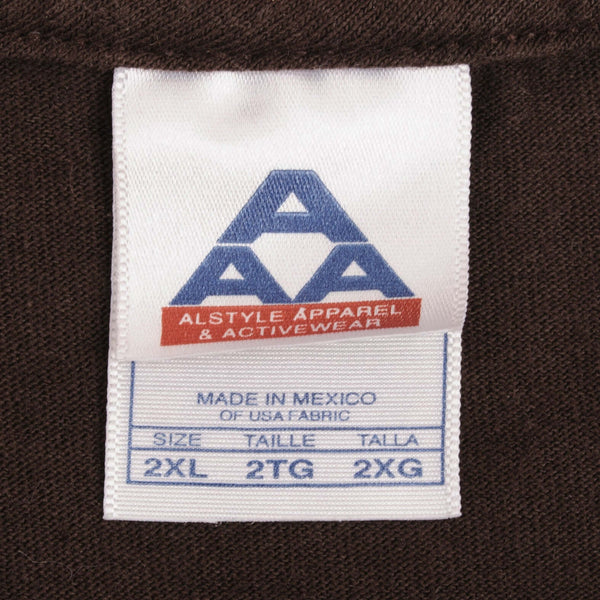 A
A A
ALSTYLE APPAREL
& ACTIVEWEAR
MADE IN MEXICO
OF USA FABRIC
SIZE TAILLE TALLA
2XL 2TG 2XG